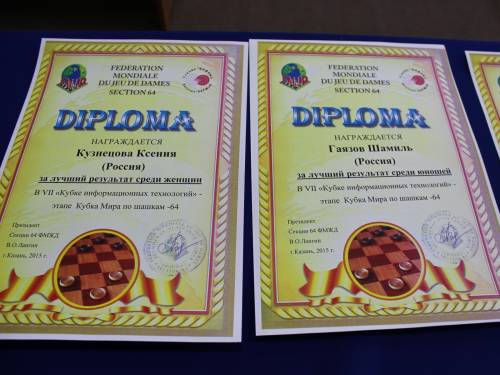 FEDERATION
MONDIALE
DU JEU DE DAMES
SECTION 64
DIPLOMA
НАГРАЖДАЕТСЯ
Кузнецова Ксения
(Россия)
за лучший результат среди женщин
В VII «Кубке информационных технологий» -
этапе Кубка Мира по шашкам -64
Президент
Секции 64 ФМЖД
В.О.Лангин
г.Казань, 2015 г.
FEDERATION
MONDIALE
DU JEU DE DAMES
SECTION 64
DIPLOMA
НАГРАЖДАЕТСЯ
Гаязов Шамиль
(Россия)
за лучший результат среди юношей
В VII «Кубке информационных технологий» -
этапе Кубка Мира по шашкам -64
Президент
Секции 64 ФМЖД
В.О.Лангин
г.Казань, 2015 г.